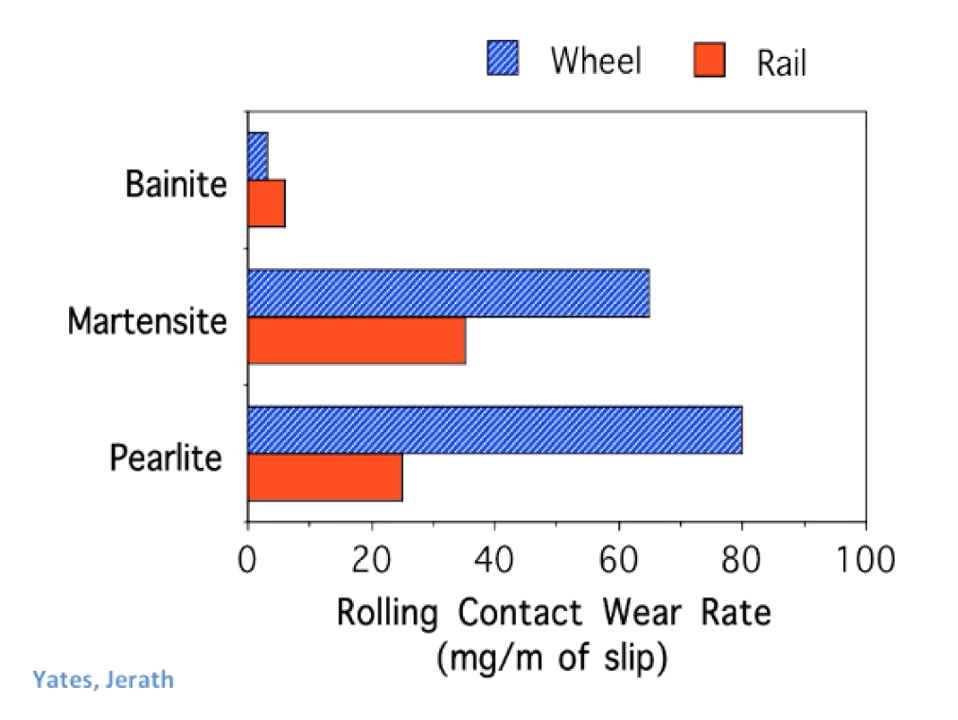 Wheel Rail
Bainite
Martensite
Pearlite
0 20 40 60 80 100
Rolling Contact Wear Rate
(mg/m of slip)
Yates, Jerath